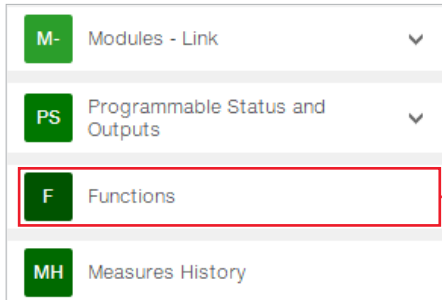 M- Modules - Link
PS Programmable Status and
Outputs
F Functions
MH Measures History